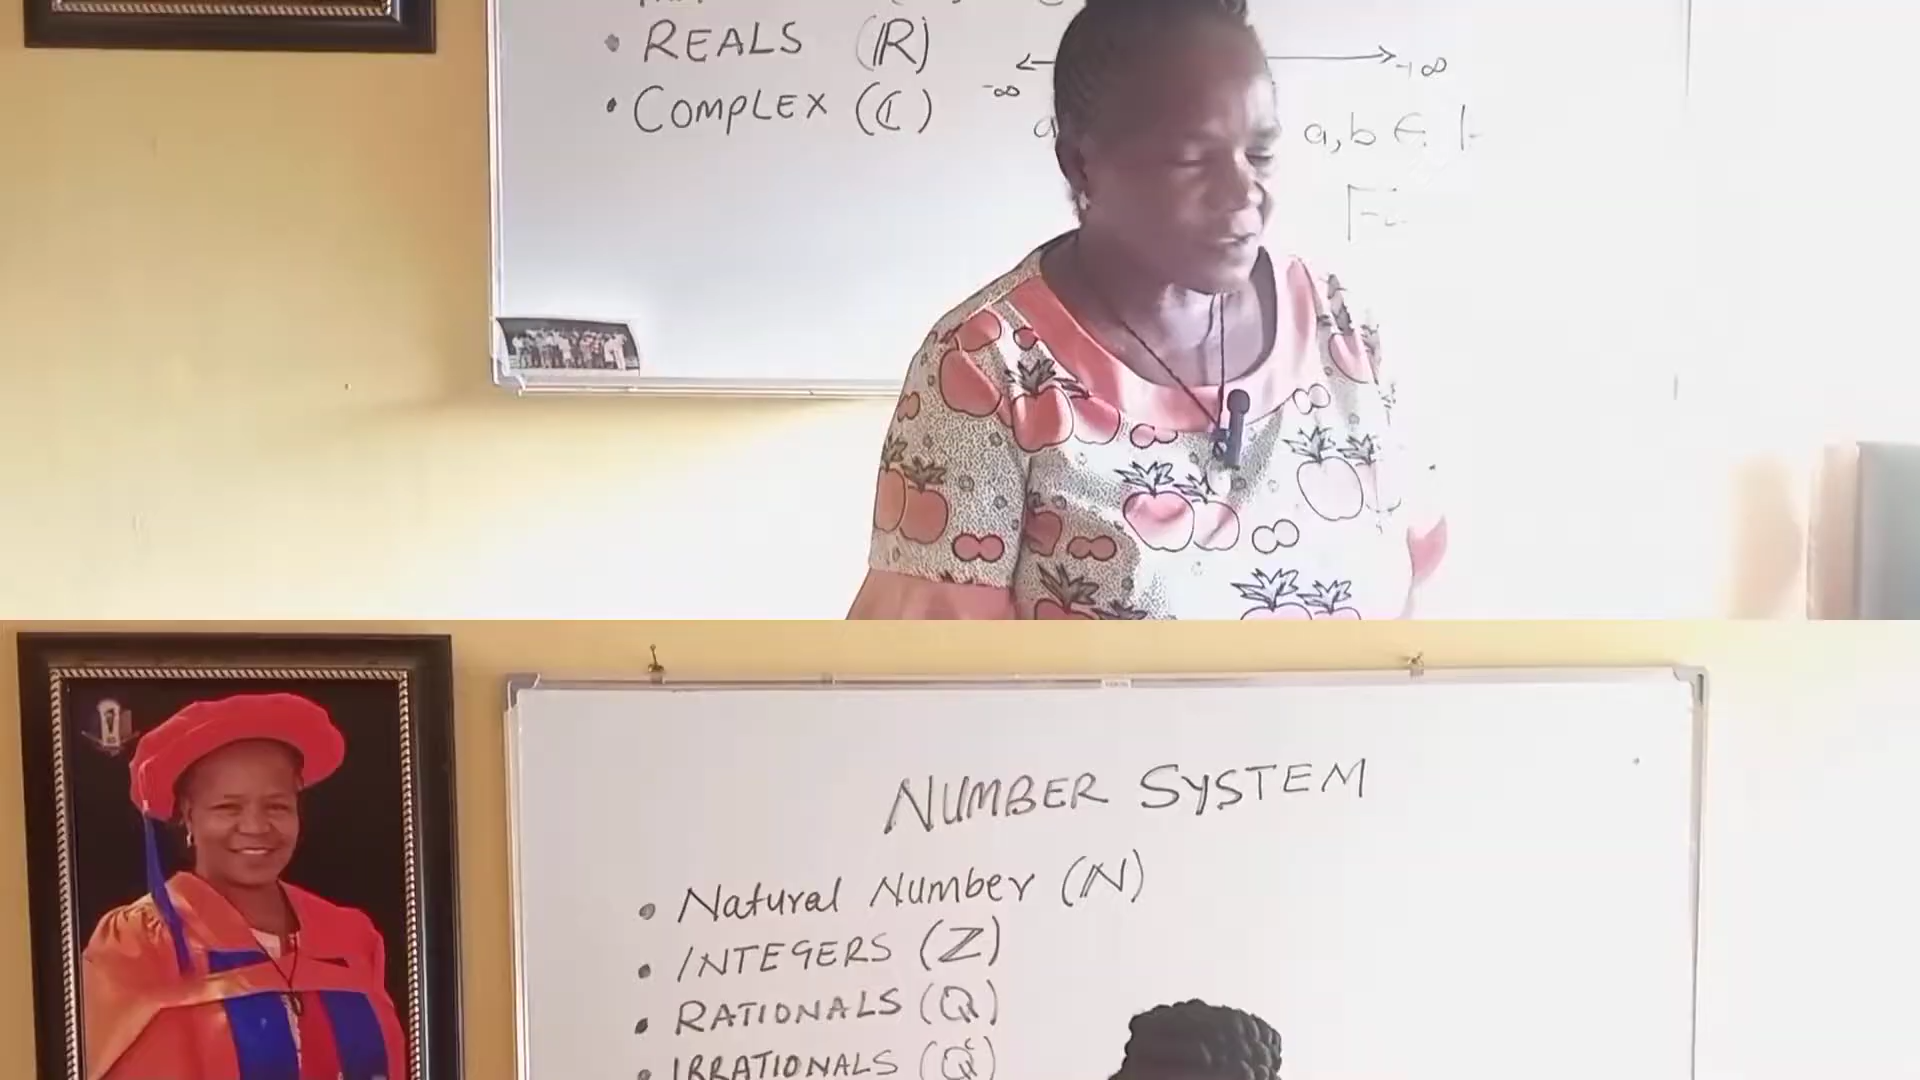 • REALS (ℝ)
-∞ +∞
• COMPLEX (ℂ)
a,b ∈
NUMBER SYSTEM
• Natural Number (ℕ)
• INTEGERS (ℤ)
• RATIONALS (ℚ)
• IRRATIONALS (ℚᶜ)